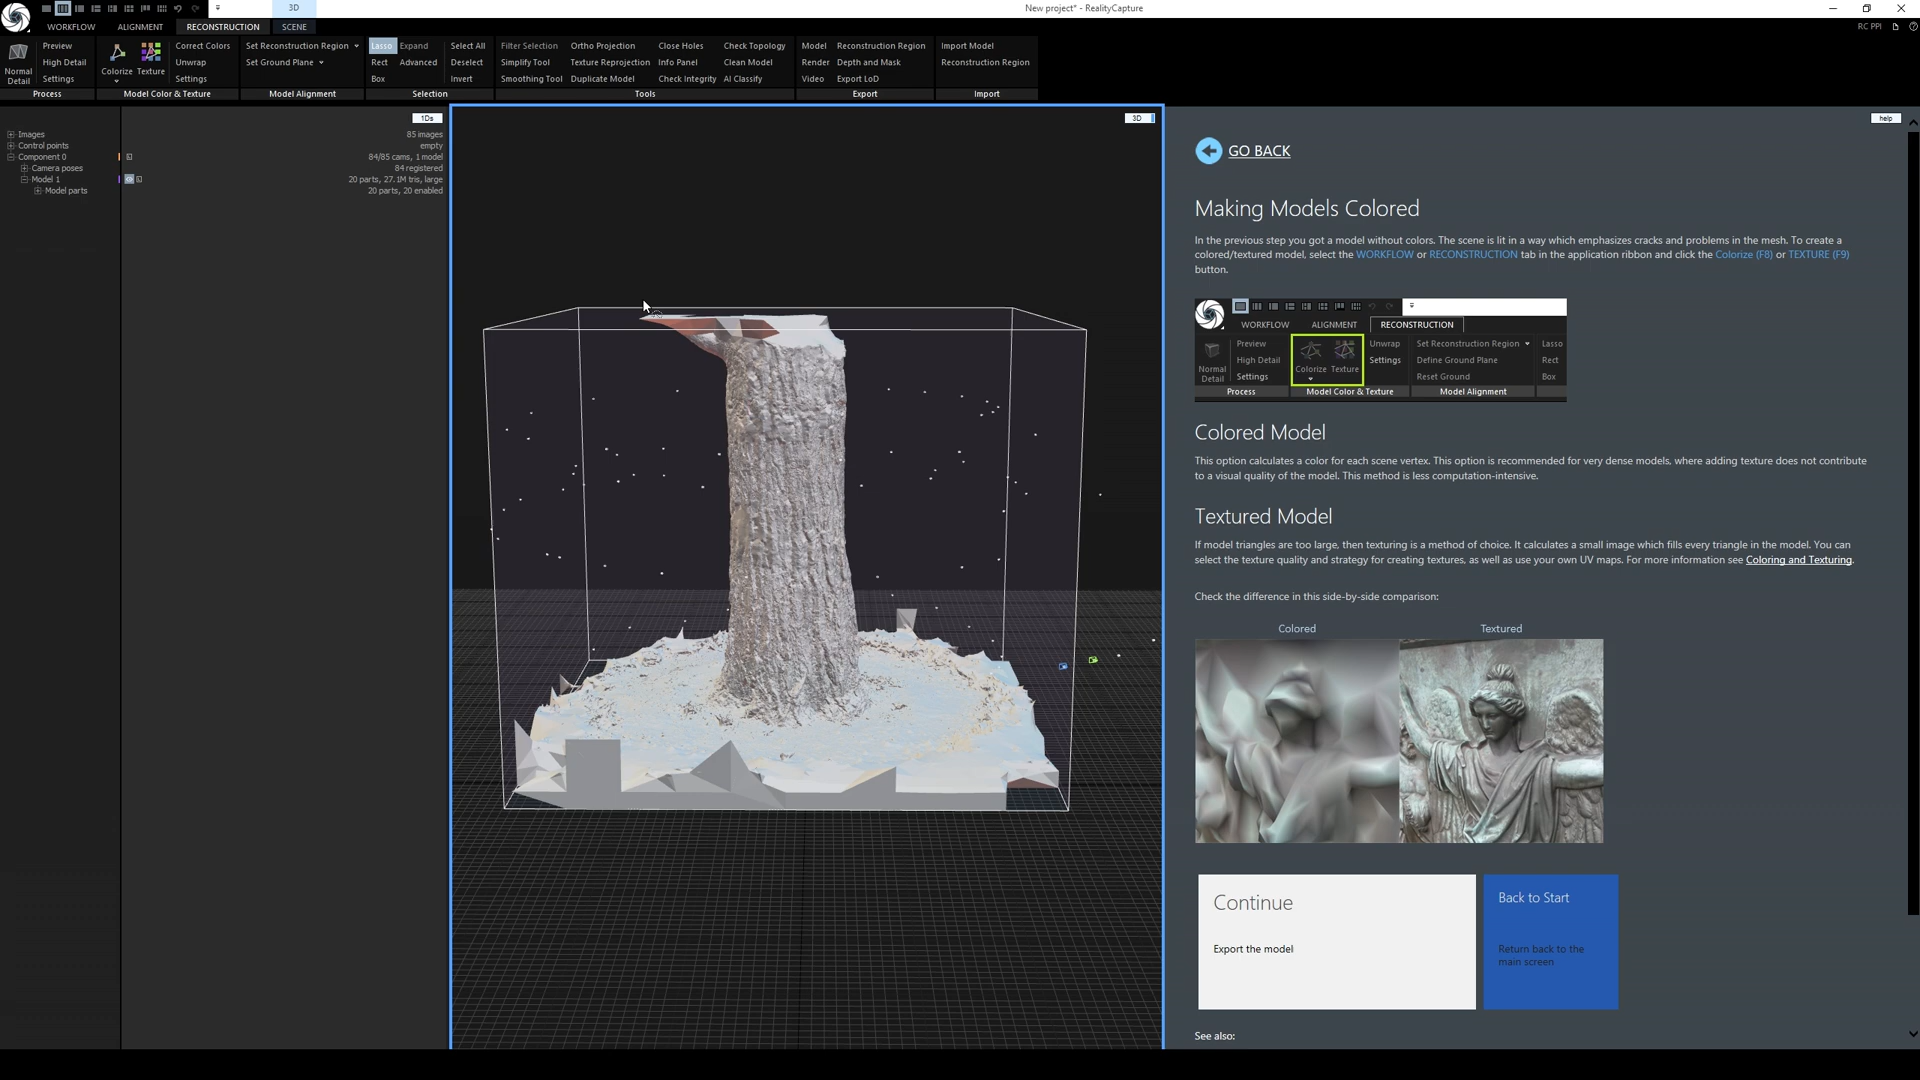 3D
New project* - RealityCapture
WORKFLOW ALIGNMENT RECONSTRUCTION SCENE
RC PPI
Normal Detail
Preview
High Detail
Settings
Process
Colorize Texture
Correct Colors
Unwrap
Settings
Model Color & Texture
Set Reconstruction Region
Set Ground Plane
Model Alignment
Lasso Expand Select All
Rect Advanced Deselect
Box Invert
Selection
Filter Selection Ortho Projection Close Holes Check Topology
Simplify Tool Texture Reprojection Info Panel Clean Model
Smoothing Tool Duplicate Model Check Integrity AI Classify
Tools
Model Reconstruction Region
Render Depth and Mask
Video Export LoD
Export
Import Model
Reconstruction Region
Import
1Ds
Images 85 images
Control points empty
Component 0 84/85 cams, 1 model
Camera poses 84 registered
Model 1 20 parts, 27.1M tris, large
Model parts 20 parts, 20 enabled
3D
help
GO BACK
Making Models Colored
In the previous step you got a model without colors. The scene is lit in a way which emphasizes cracks and problems in the mesh. To create a
colored/textured model, select the WORKFLOW or RECONSTRUCTION tab in the application ribbon and click the Colorize (F8) or TEXTURE (F9)
button.
WORKFLOW ALIGNMENT RECONSTRUCTION
Normal Detail
Preview
High Detail
Settings
Process
Colorize Texture
Unwrap
Settings
Model Color & Texture
Set Reconstruction Region
Define Ground Plane
Reset Ground
Model Alignment
Lasso
Rect
Box
Colored Model
This option calculates a color for each scene vertex. This option is recommended for very dense models, where adding texture does not contribute
to a visual quality of the model. This method is less computation-intensive.
Textured Model
If model triangles are too large, then texturing is a method of choice. It calculates a small image which fills every triangle in the model. You can
select the texture quality and strategy for creating textures, as well as use your own UV maps. For more information see Coloring and Texturing.
Check the difference in this side-by-side comparison:
Colored Textured
Continue
Export the model
Back to Start
Return back to the
main screen
See also: